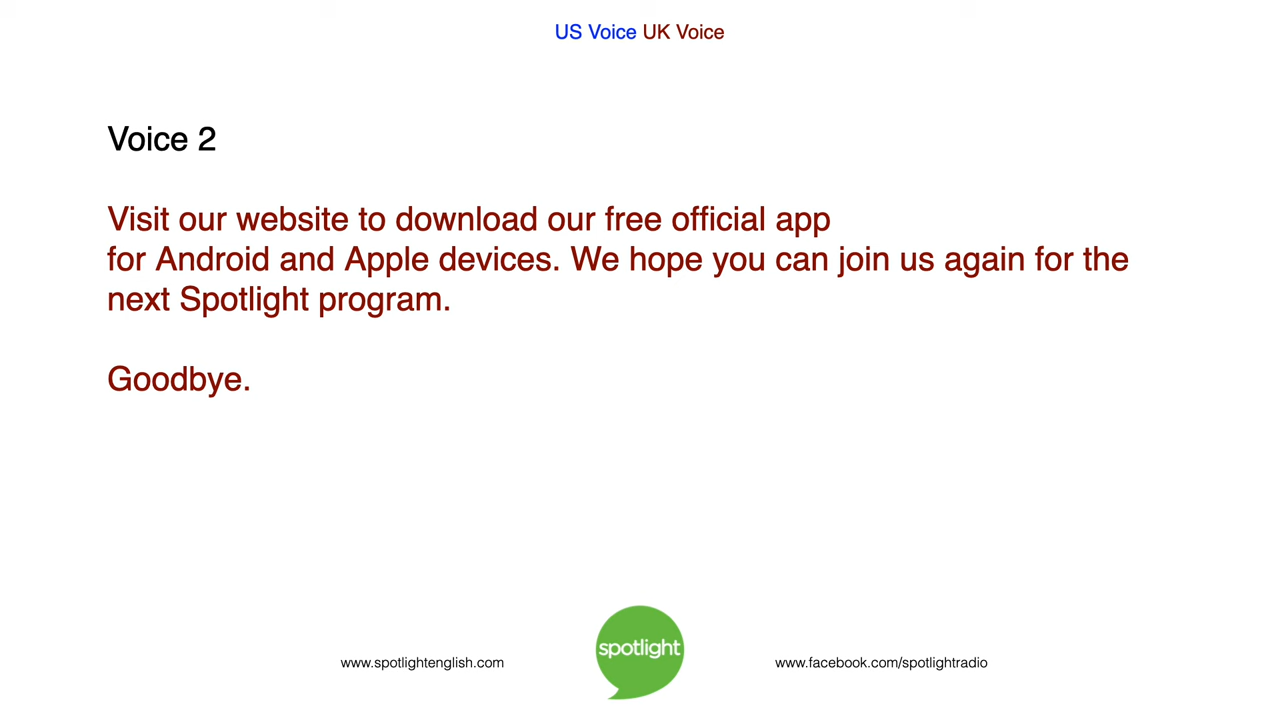 US Voice UK Voice
Voice 2
Visit our website to download our free official app
for Android and Apple devices. We hope you can join us again for the
next Spotlight program.
Goodbye.
spotlight
www.spotlightenglish.com
www.facebook.com/spotlightradio